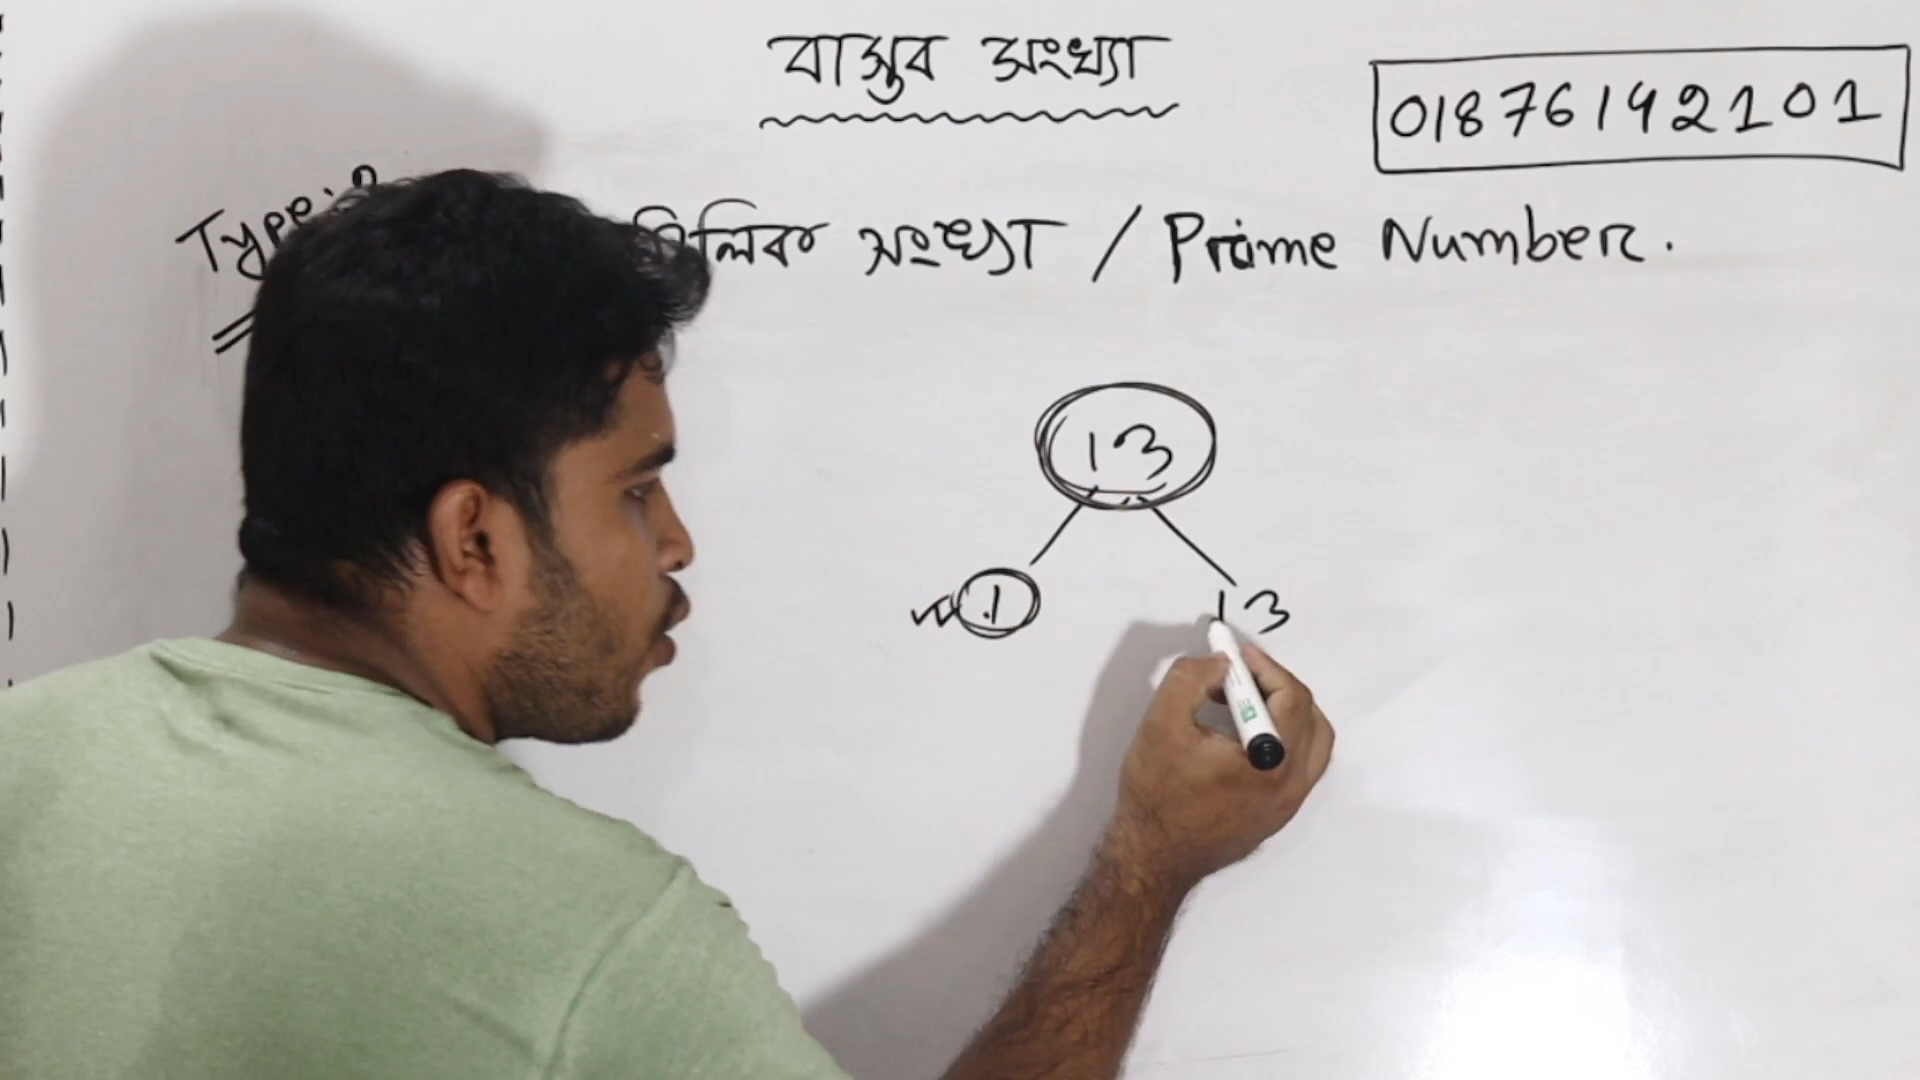 বাস্তব সংখ্যা
01876192101
Type: সংখ্যা / Prime Number.
13
1 13